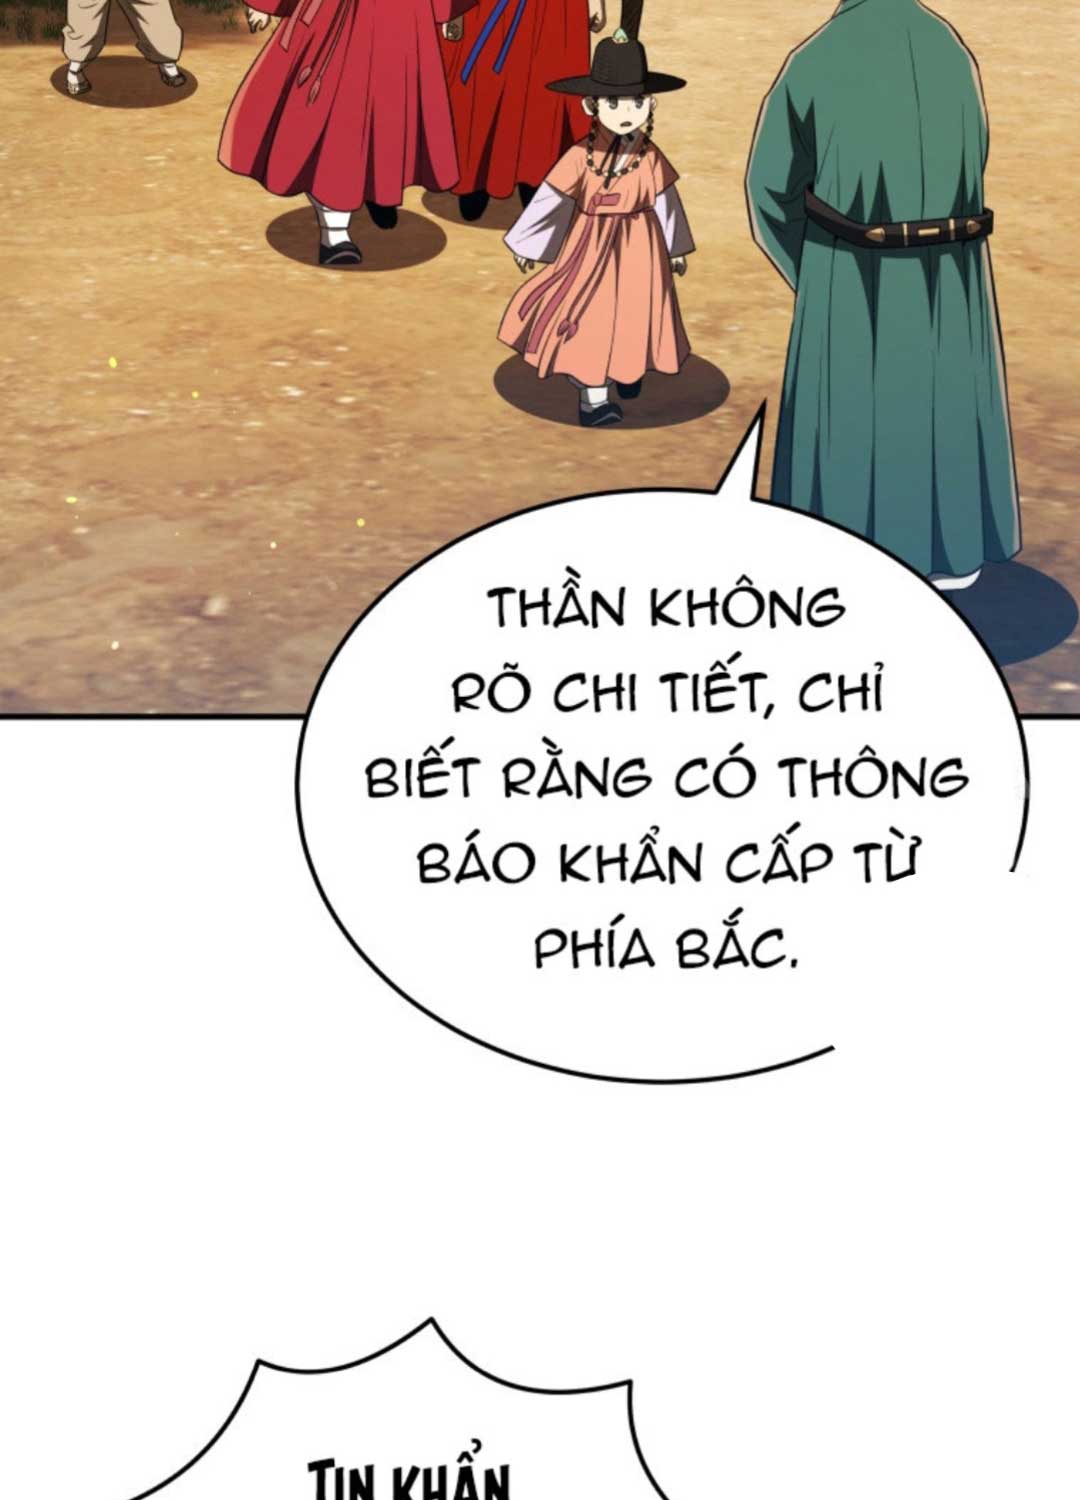 THẦN KHÔNG
RÕ CHI TIẾT, CHỈ
BIẾT RẰNG CÓ THÔNG
BÁO KHẨN CẤP TỪ
PHÍA BẮC.
TIN KHẨN